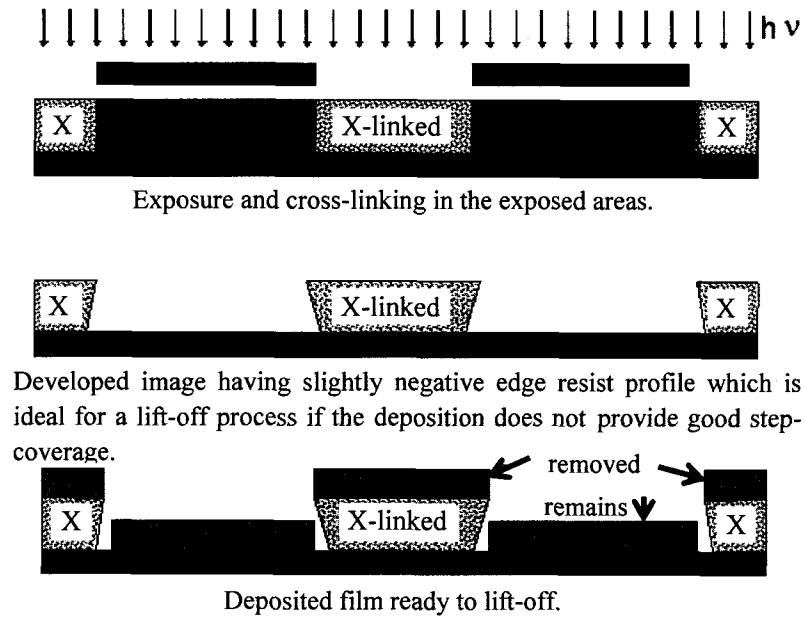 h ν
X X-linked X
Exposure and cross-linking in the exposed areas.
X X-linked X
Developed image having slightly negative edge resist profile which is
ideal for a lift-off process if the deposition does not provide good step-
coverage.
removed
remains
X X-linked X
Deposited film ready to lift-off.